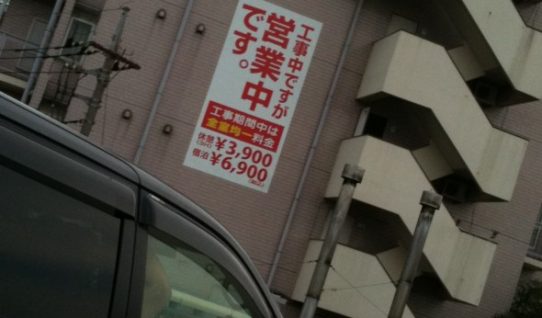 工事中ですが
営業中
です。
工事期間中は
全室均一料金
休憩 ¥3,900
宿泊 ¥6,900